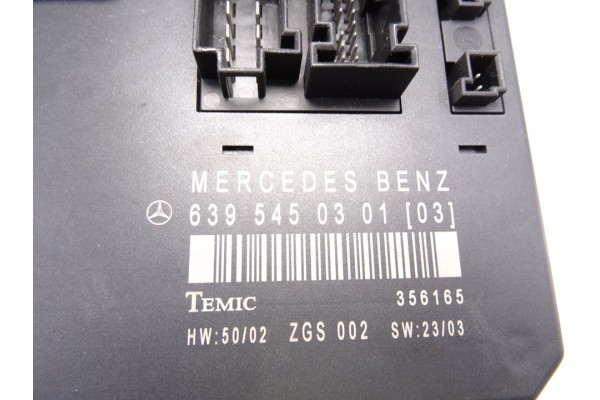 MERCEDES BENZ
639 545 03 01 [03]
TEMIC 356165
HW:50/02 ZGS 002 SW:23/03